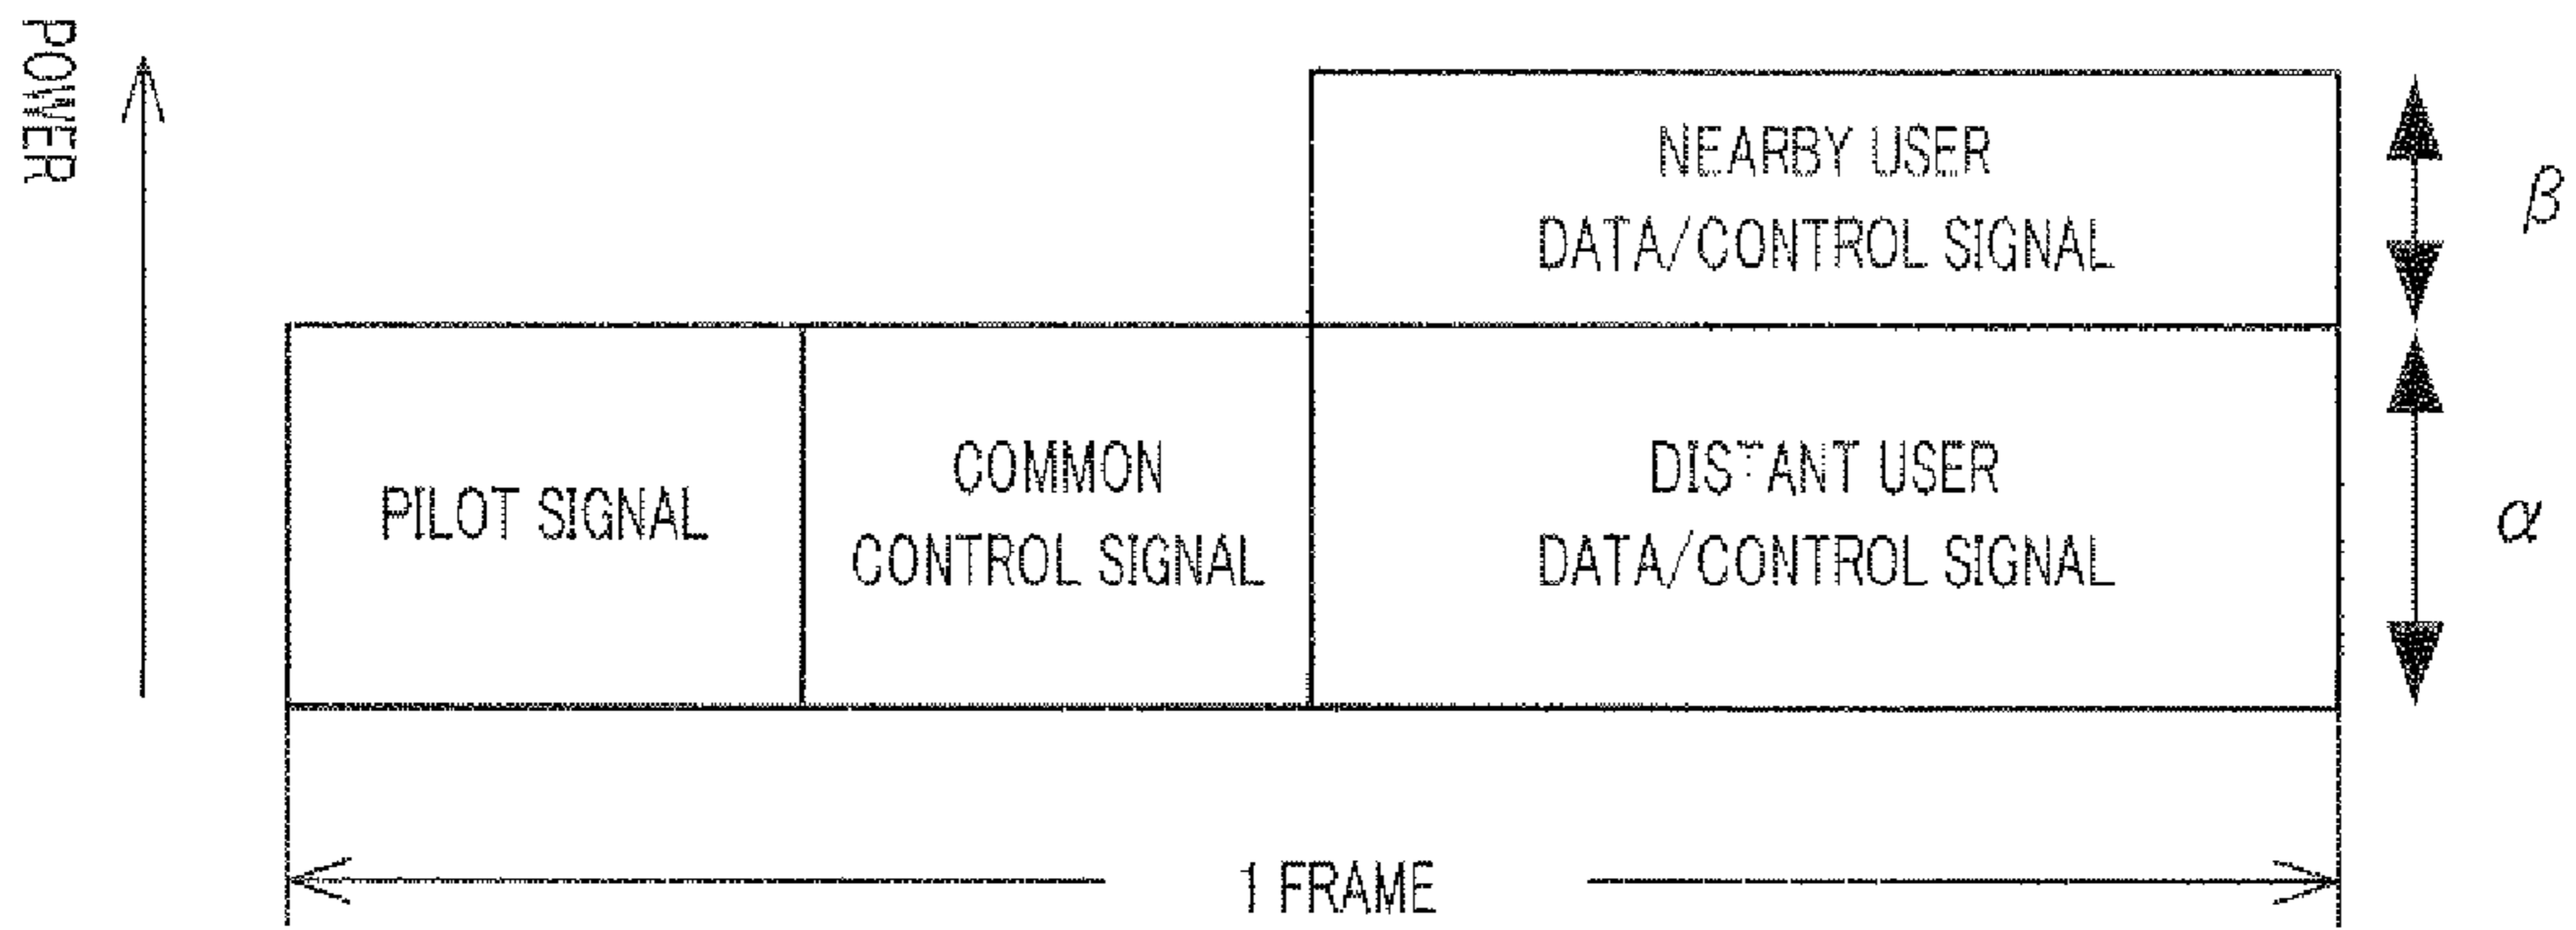 POWER
NEARBY USER
DATA/CONTROL SIGNAL
β
PILOT SIGNAL
COMMON
CONTROL SIGNAL
DISTANT USER
DATA/CONTROL SIGNAL
α
1 FRAME